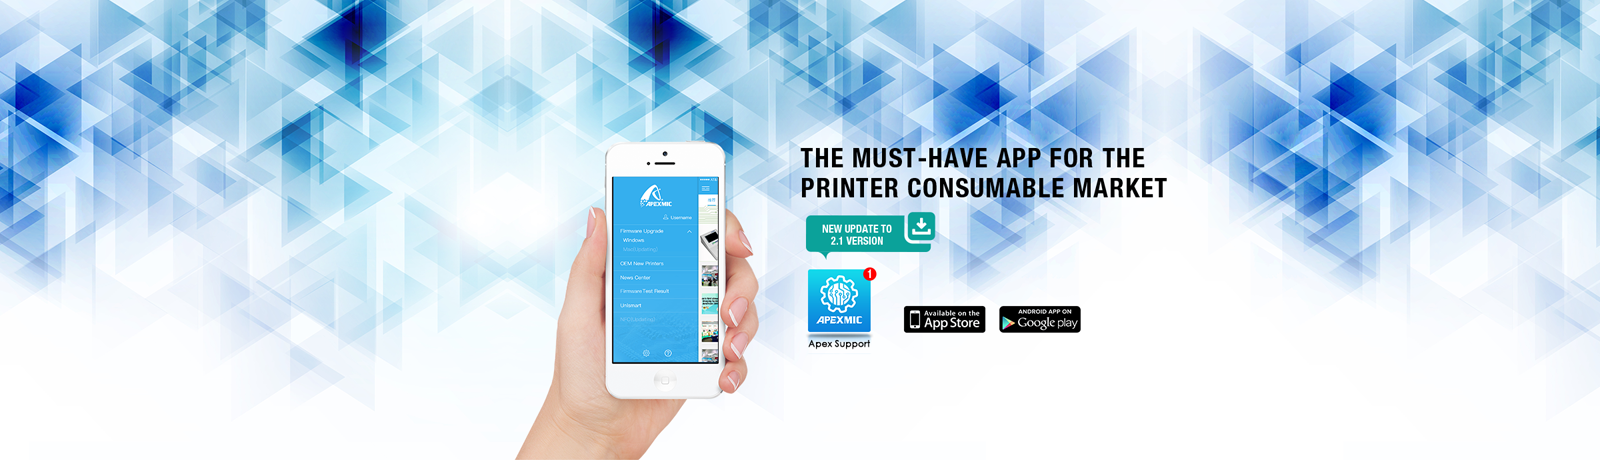 THE MUST-HAVE APP FOR THE
PRINTER CONSUMABLE MARKET
NEW UPDATE TO
2.1 VERSION
1
APEXMIC
Apex Support
Available on the
App Store
ANDROID APP ON
Google play
APEXMIC
Username
Firmware Upgrade
Windows
OEM New Printers
News Center
Firmware Test Result
Unismart